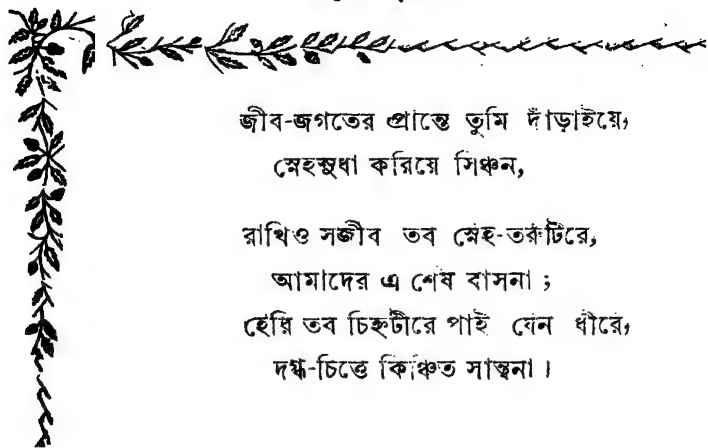 জীব-জগতের প্রান্তে তুমি দাঁড়াইয়ে,
স্নেহসুধা করিয়ে সিঞ্চন,
রাখিও সজীব তব স্নেহ-তরুটিরে,
আমাদের এ শেষ বাসনা ;
হেরি তব চিহ্নটীরে পাই যেন ধীরে,
দগ্ধ-চিত্তে কিঞ্চিত সান্ত্বনা ।